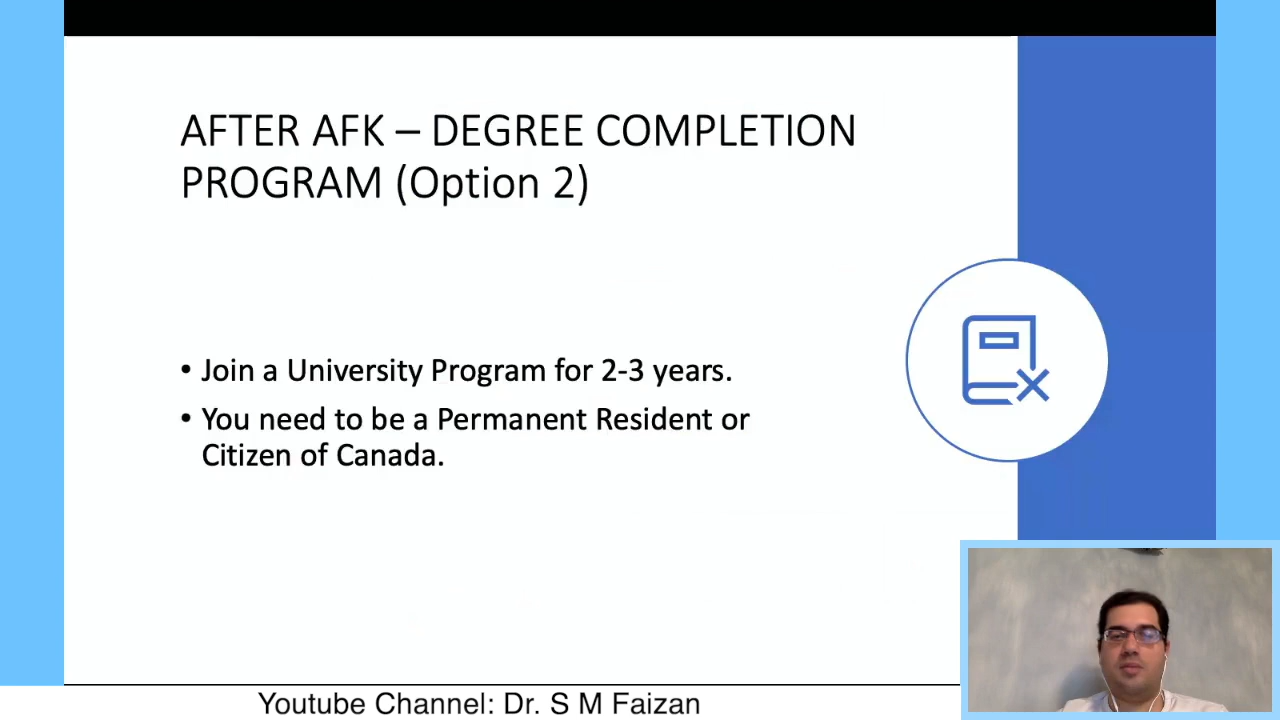 AFTER AFK – DEGREE COMPLETION
PROGRAM (Option 2)
• Join a University Program for 2-3 years.
• You need to be a Permanent Resident or
Citizen of Canada.
Youtube Channel: Dr. S M Faizan